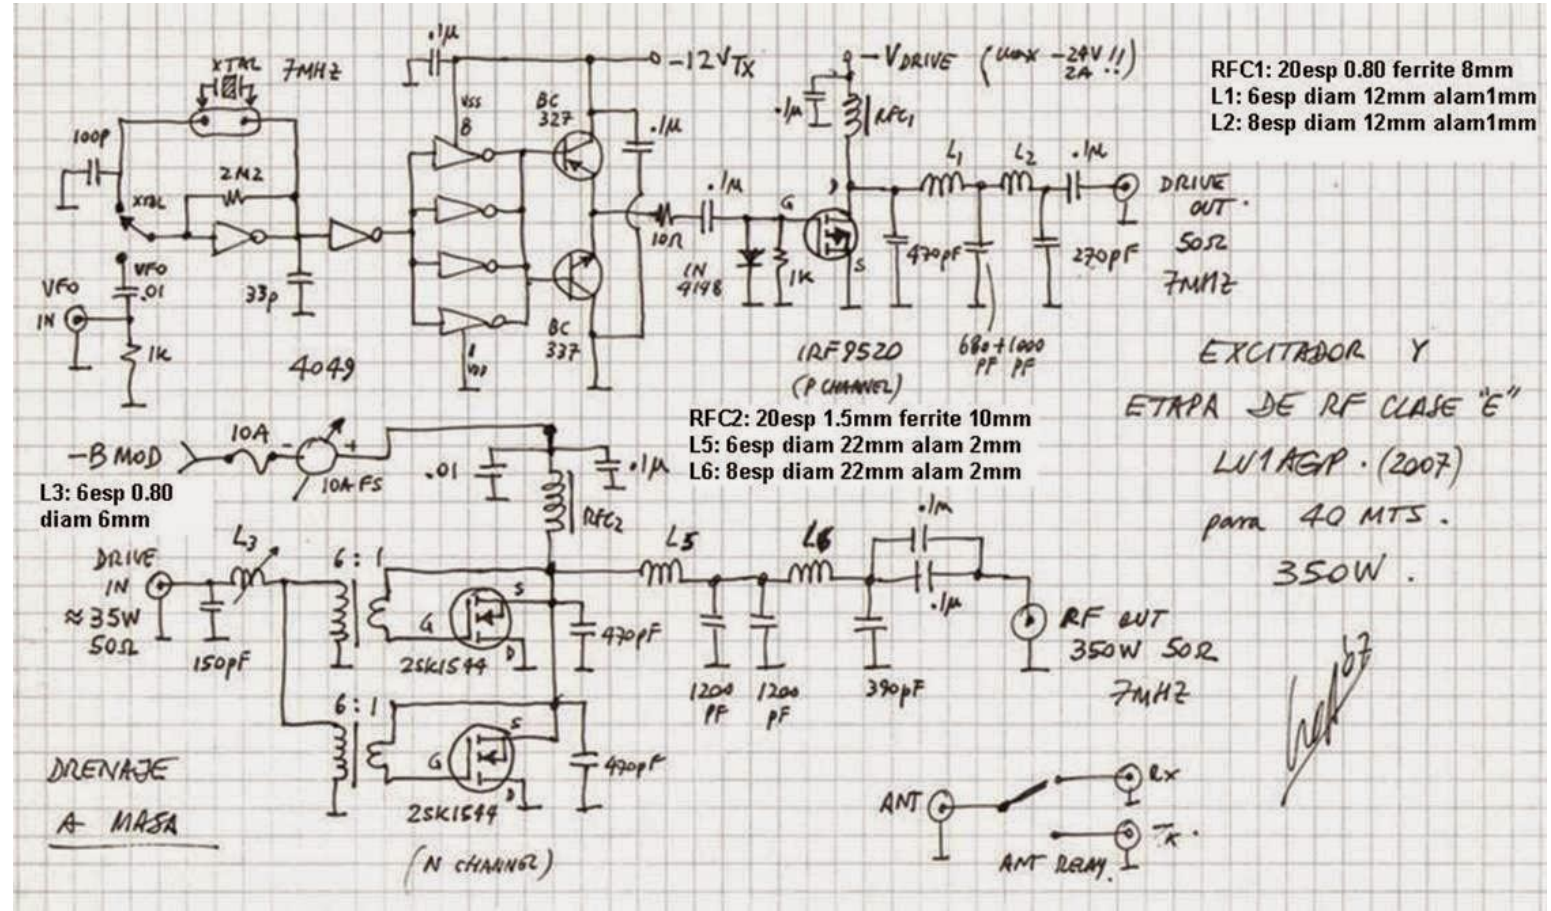 .1µ
XTAL 7MHZ
-12V TX
-VDRIVE (max -24V !!
2A)
RFC1: 20esp 0.80 ferrite 8mm
L1: 6esp diam 12mm alam1mm
L2: 8esp diam 12mm alam1mm
VSS
8
BC
327
.1µ
.1µ
RFC1
100P
2M2
XTAL
.1µ
10Ω
G
D
S
L1
L2
.1µ
DRIVE
OUT.
50Ω
7MHZ
470pF
270pF
1N
4148
1K
VFO
.01
VFO
IN
33p
1K
4049
1
VDD
BC
337
IRF9520
(P CHANNEL)
680+1000
PF PF
EXCITADOR Y
ETAPA DE RF CLASE "E"
LU1AGP. (2007)
para 40 MTS.
350W.
RFC2: 20esp 1.5mm ferrite 10mm
L5: 6esp diam 22mm alam 2mm
L6: 8esp diam 22mm alam 2mm
-B MOD
10A
-
+
10A FS
.01
.1µ
RFC2
L3: 6esp 0.80
diam 6mm
L3
DRIVE
IN
≈35W
50Ω
150pF
6:1
G
S
D
2SK1544
470pF
L5
L6
.1µ
.1µ
1200
PF
1200
PF
390pF
RF OUT
350W 50Ω
7MHZ
6:1
G
S
D
2SK1544
470pF
(N CHANNEL)
DRENAJE
A MASA
ANT
RX
TX.
ANT RELAY.